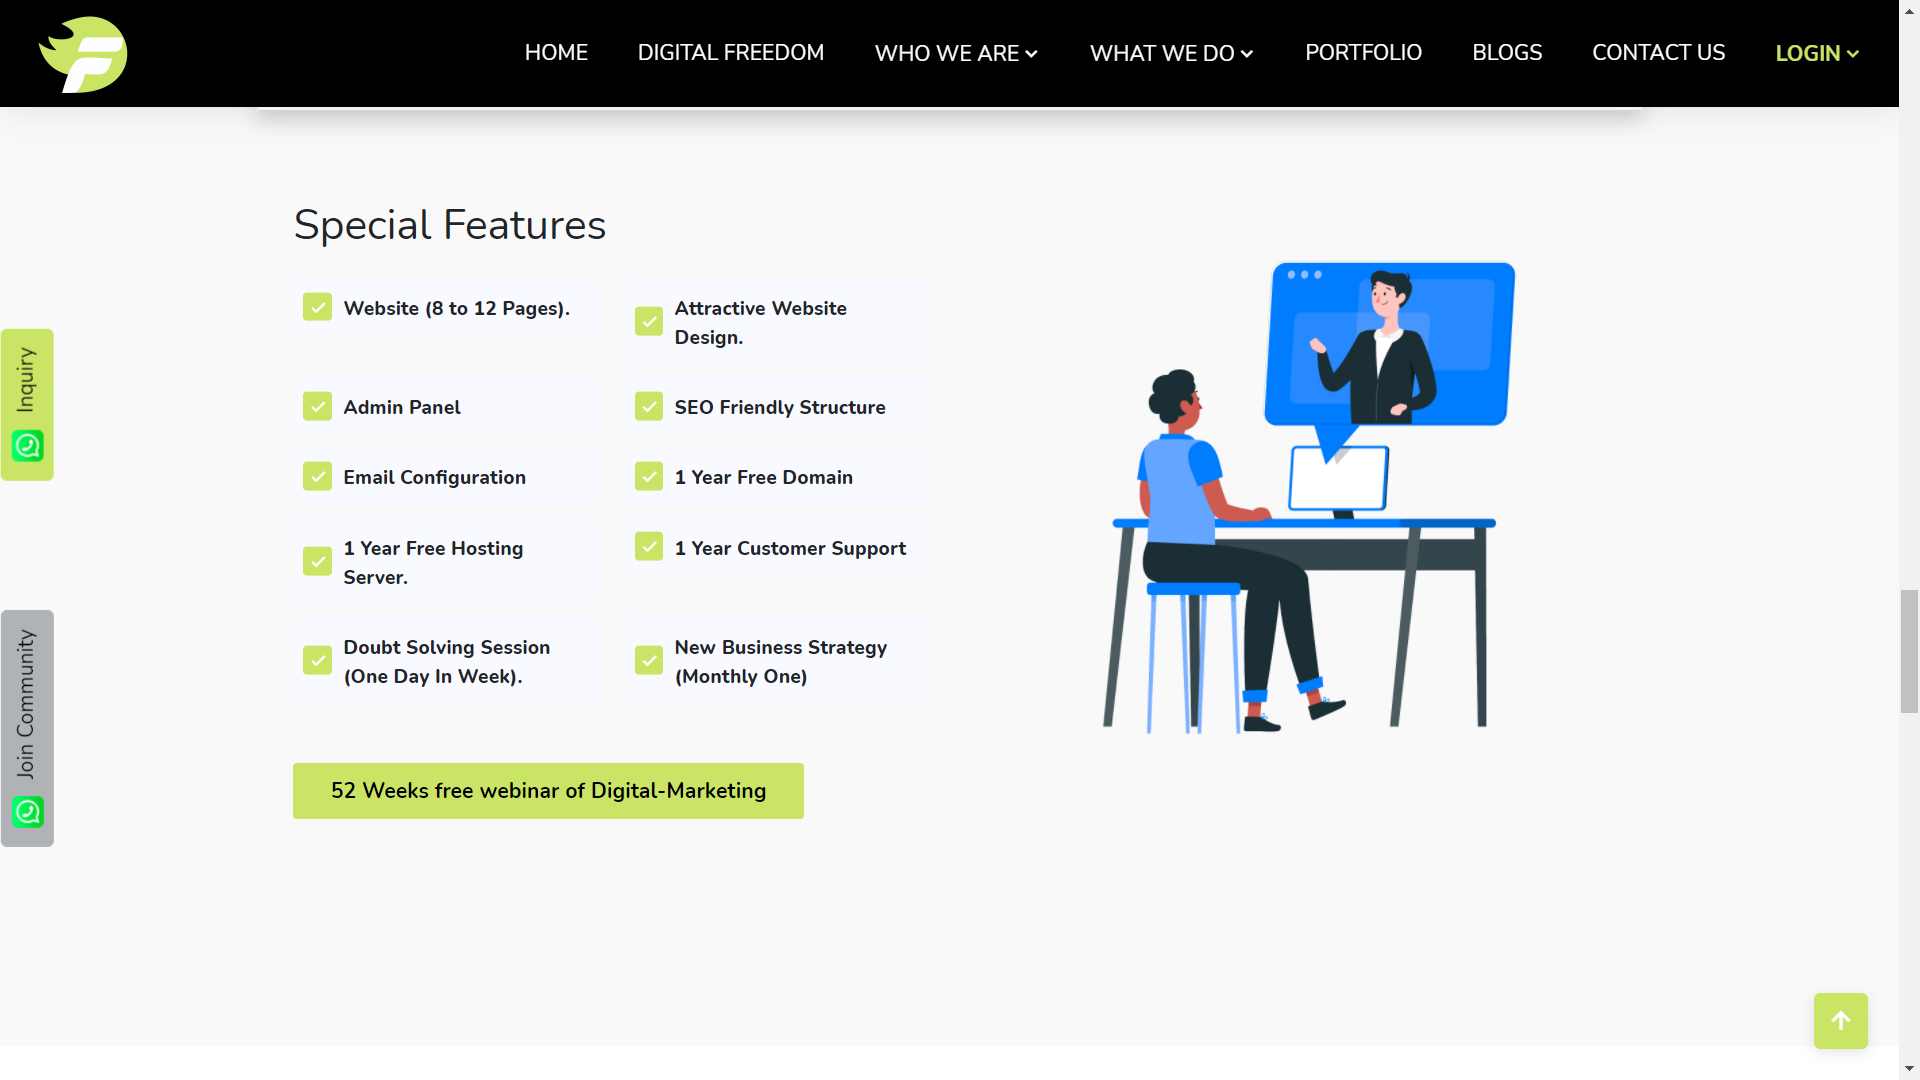 HOME DIGITAL FREEDOM WHO WE ARE WHAT WE DO PORTFOLIO BLOGS CONTACT US LOGIN
Special Features
Website (8 to 12 Pages).
Attractive Website
Design.
Admin Panel
SEO Friendly Structure
Email Configuration
1 Year Free Domain
1 Year Free Hosting
Server.
1 Year Customer Support
Doubt Solving Session
(One Day In Week).
New Business Strategy
(Monthly One)
52 Weeks free webinar of Digital-Marketing
Inquiry
Join Community